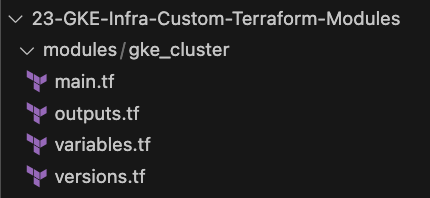 23-GKE-Infra-Custom-Terraform-Modules
modules/gke_cluster
main.tf
outputs.tf
variables.tf
versions.tf